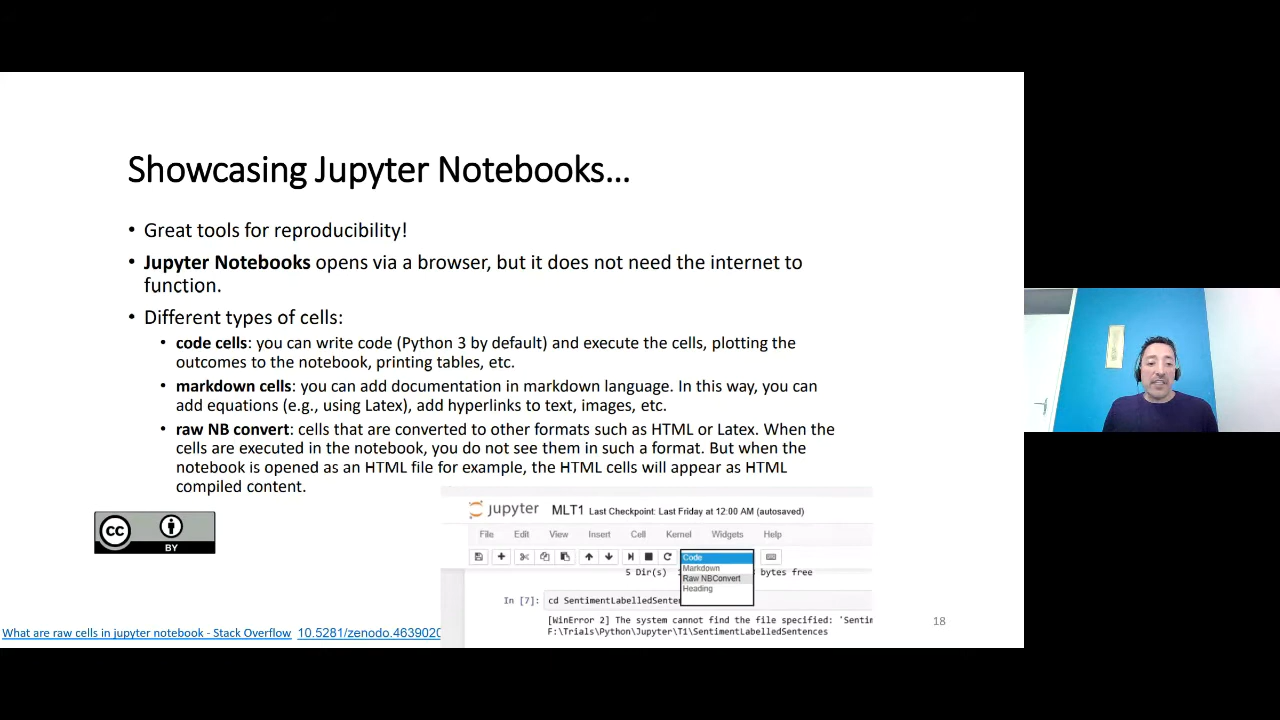 Showcasing Jupyter Notebooks...
• Great tools for reproducibility!
• Jupyter Notebooks opens via a browser, but it does not need the internet to
function.
• Different types of cells:
• code cells: you can write code (Python 3 by default) and execute the cells, plotting the
outcomes to the notebook, printing tables, etc.
• markdown cells: you can add documentation in markdown language. In this way, you can
add equations (e.g., using Latex), add hyperlinks to text, images, etc.
• raw NB convert: cells that are converted to other formats such as HTML or Latex. When the
cells are executed in the notebook, you do not see them in such a format. But when the
notebook is opened as an HTML file for example, the HTML cells will appear as HTML
compiled content.
cc BY
jupyter MLT1 Last Checkpoint: Last Friday at 12:00 AM (autosaved)
File Edit View Insert Cell Kernel Widgets Help
Code
Markdown
Raw NBConvert
Heading
5 Dir(s) bytes free
In [7]: cd SentimentLabelledSenten
[WinError 2] The system cannot find the file specified: 'Sentim
F:\Trials\Python\Jupyter\T1\SentimentLabelledSentences
What are raw cells in jupyter notebook - Stack Overflow 10.5281/zenodo.4639020
18